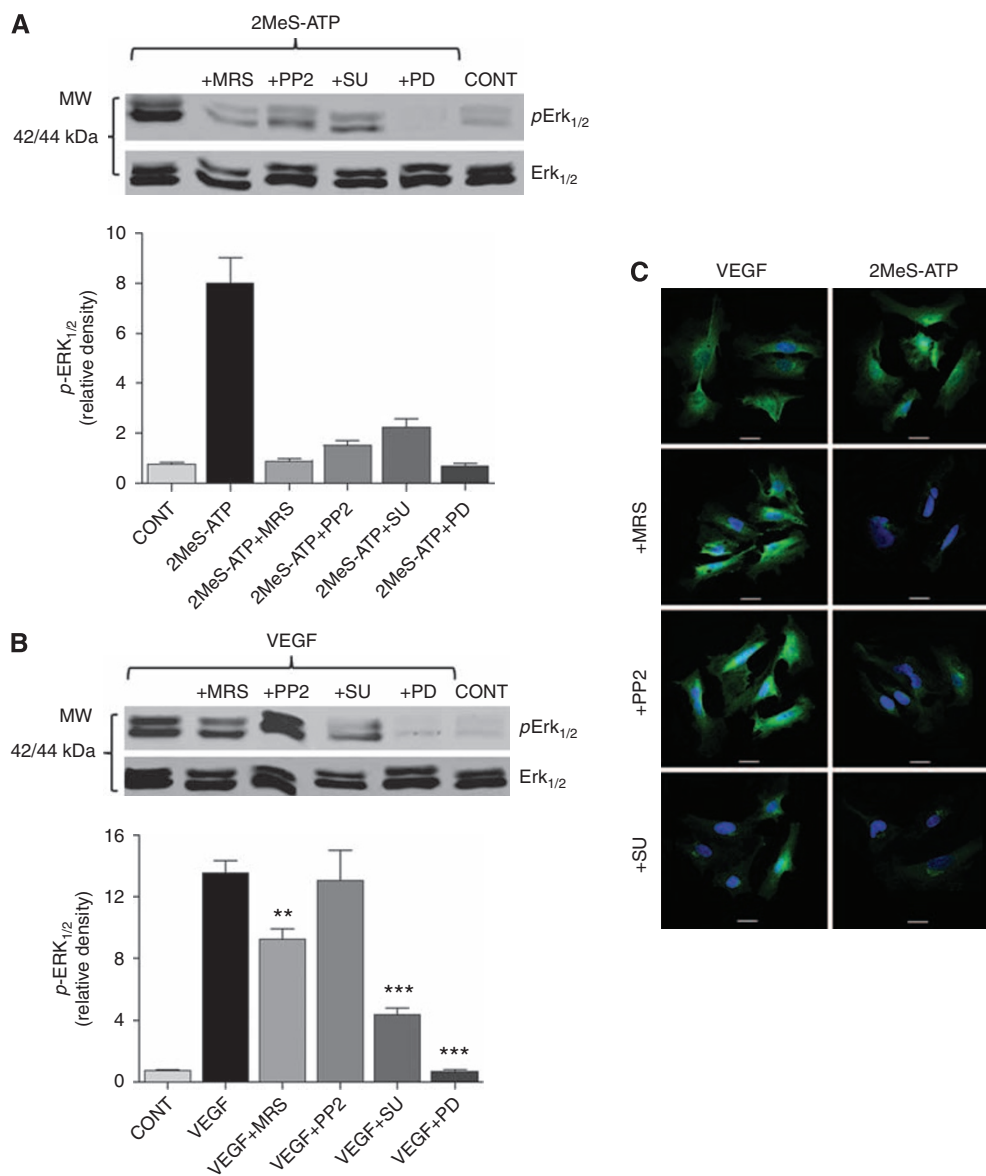 A
2MeS-ATP
+MRS +PP2 +SU +PD CONT
MW
42/44 kDa
pErk1/2
Erk1/2
10
8
6
4
2
0
p-ERK1/2
(relative density)
CONT
2MeS-ATP
2MeS-ATP+MRS
2MeS-ATP+PP2
2MeS-ATP+SU
2MeS-ATP+PD
B
VEGF
+MRS +PP2 +SU +PD CONT
MW
42/44 kDa
pErk1/2
Erk1/2
16
12
8
4
0
p-ERK1/2
(relative density)
**
***
***
CONT
VEGF
VEGF+MRS
VEGF+PP2
VEGF+SU
VEGF+PD
C
VEGF 2MeS-ATP
+MRS
+PP2
+SU